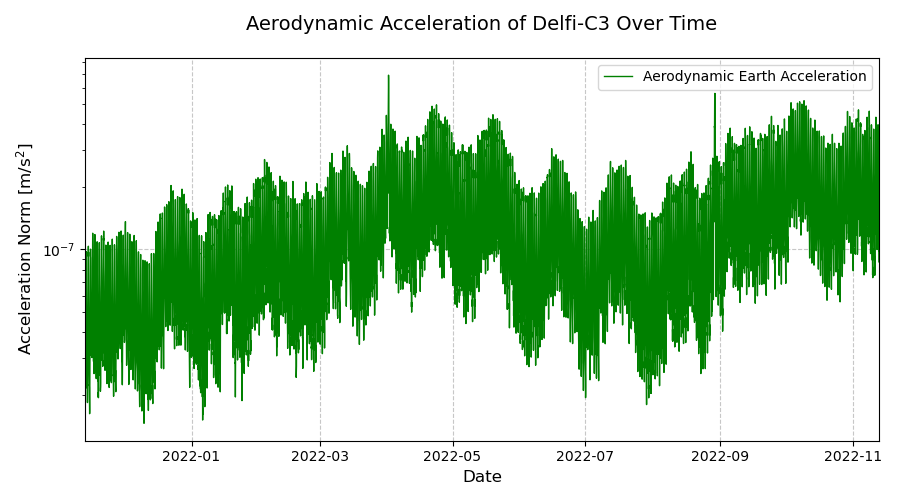 Aerodynamic Acceleration of Delfi-C3 Over Time
Aerodynamic Earth Acceleration
Acceleration Norm [m/s²]
10⁻⁷
2022-01 2022-03 2022-05 2022-07 2022-09 2022-11
Date